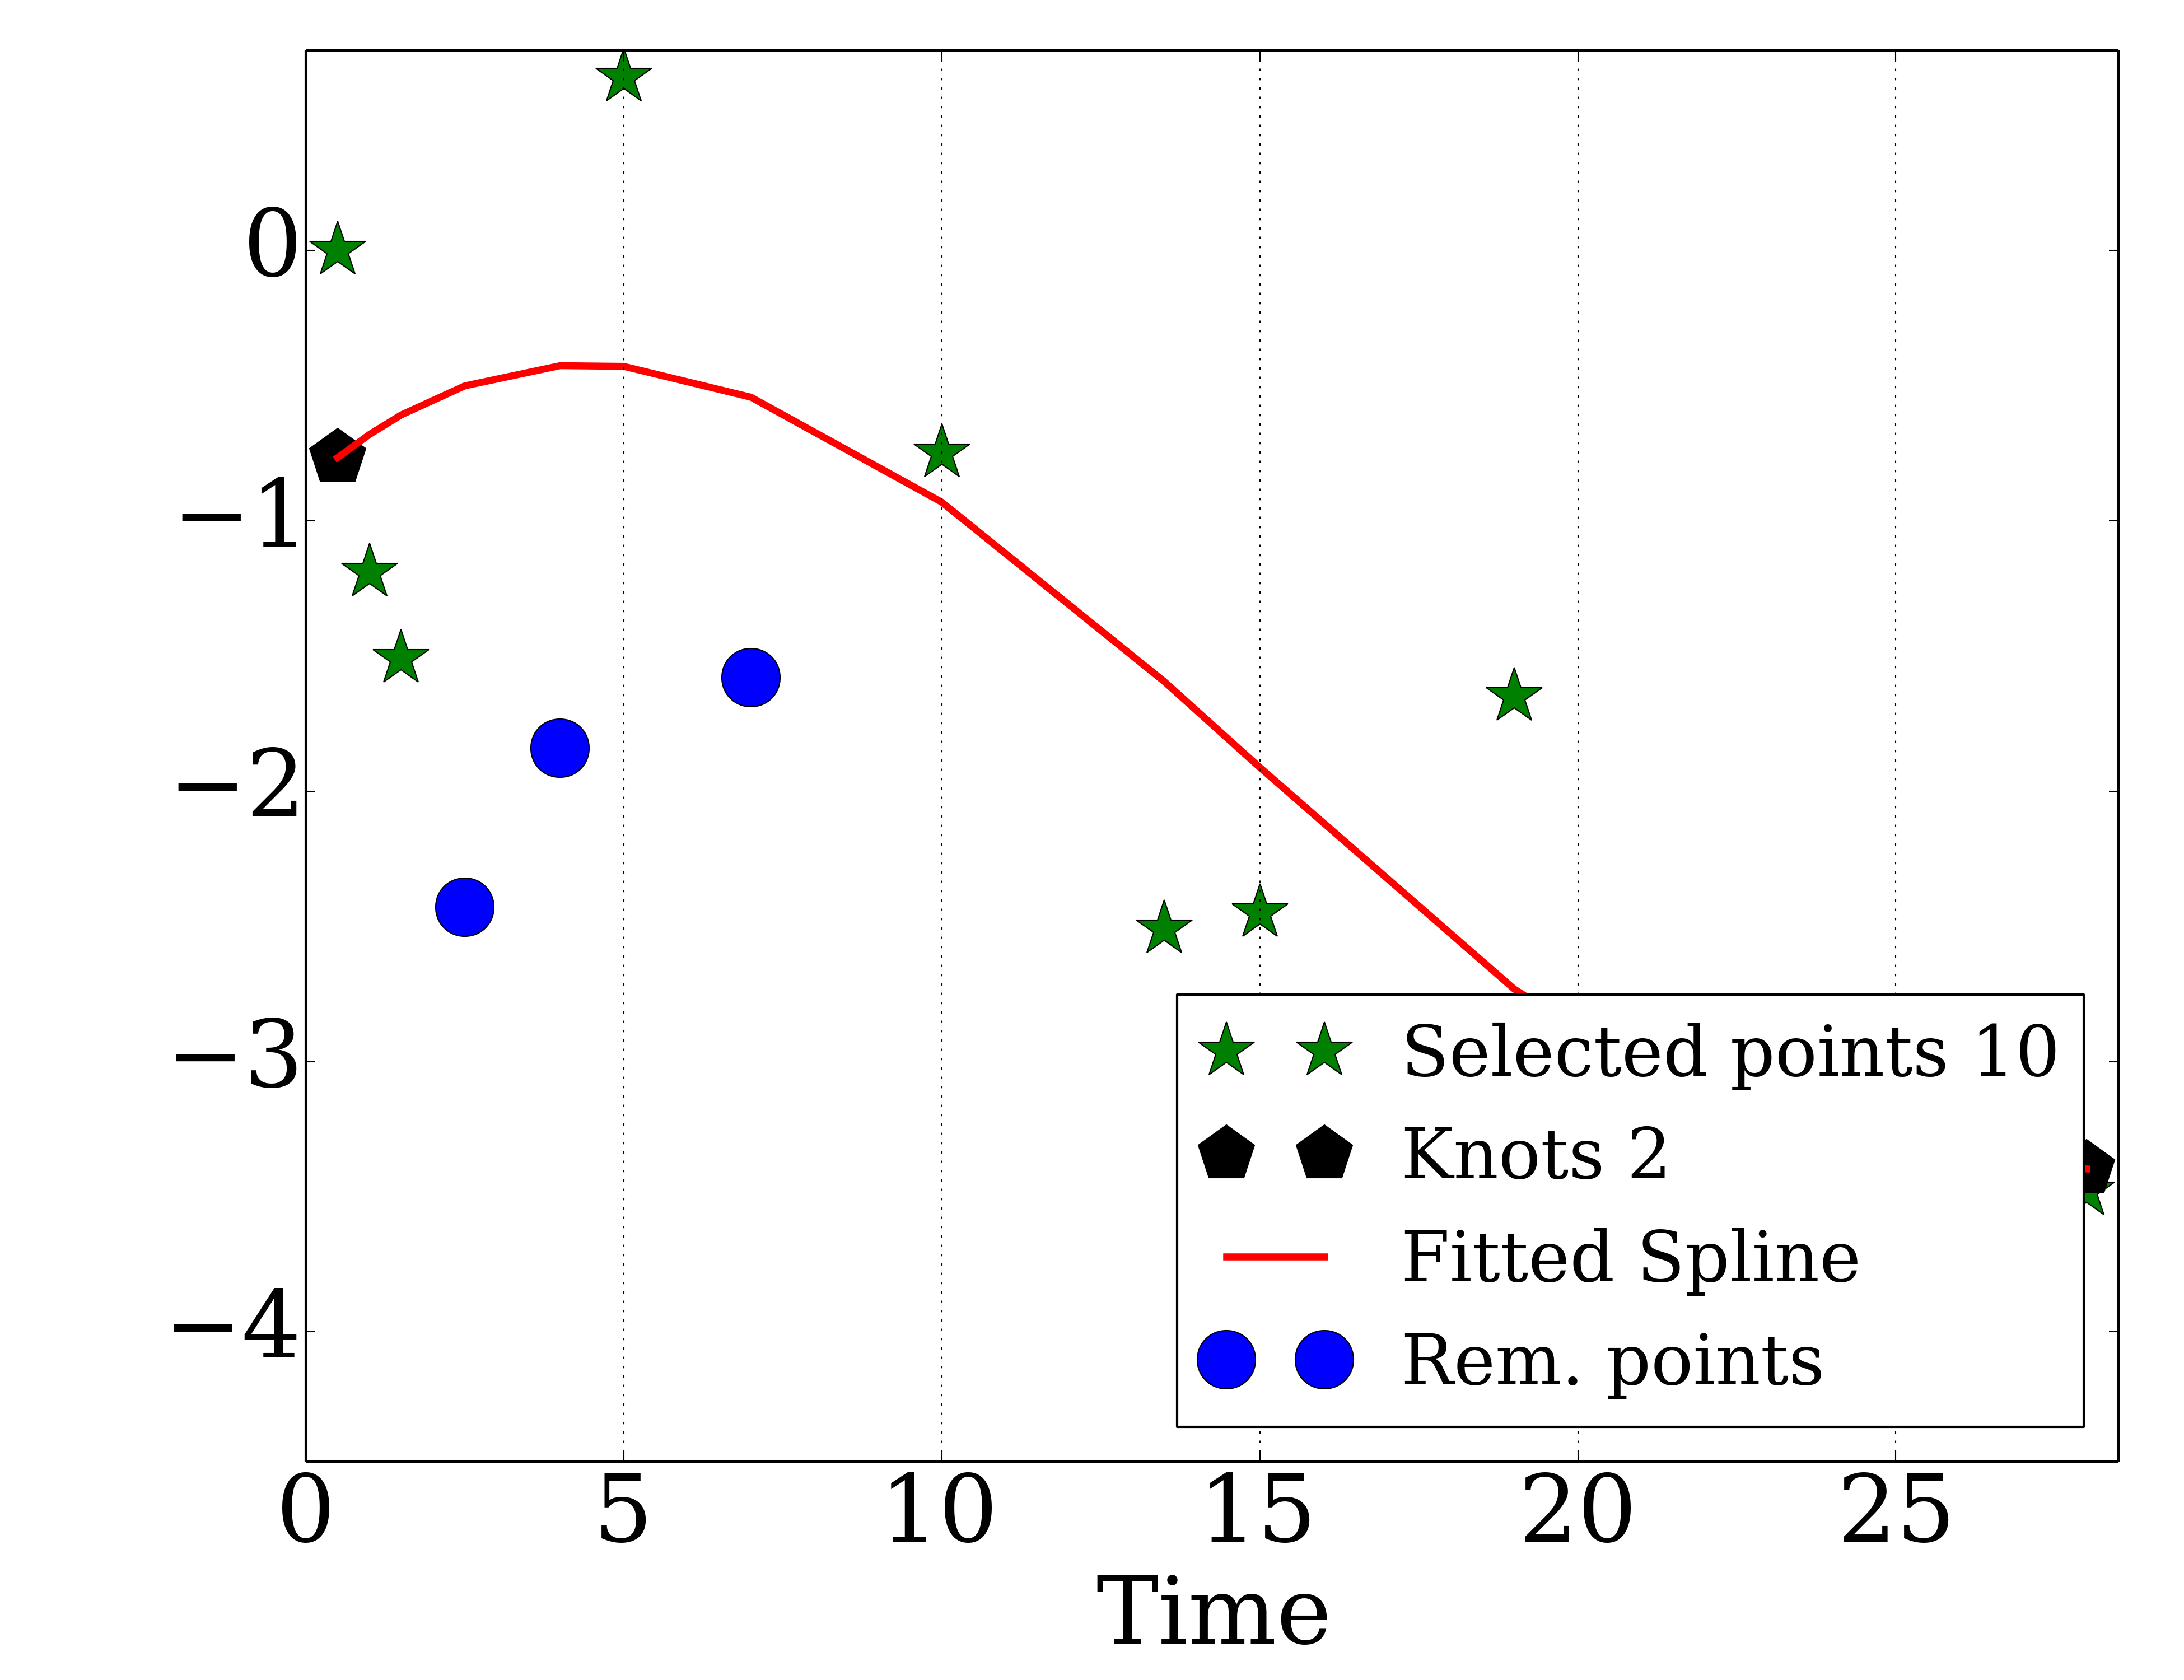 0
−1
−2
−3
−4
Selected points 10
Knots 2
Fitted Spline
Rem. points
0 5 10 15 20 25
Time